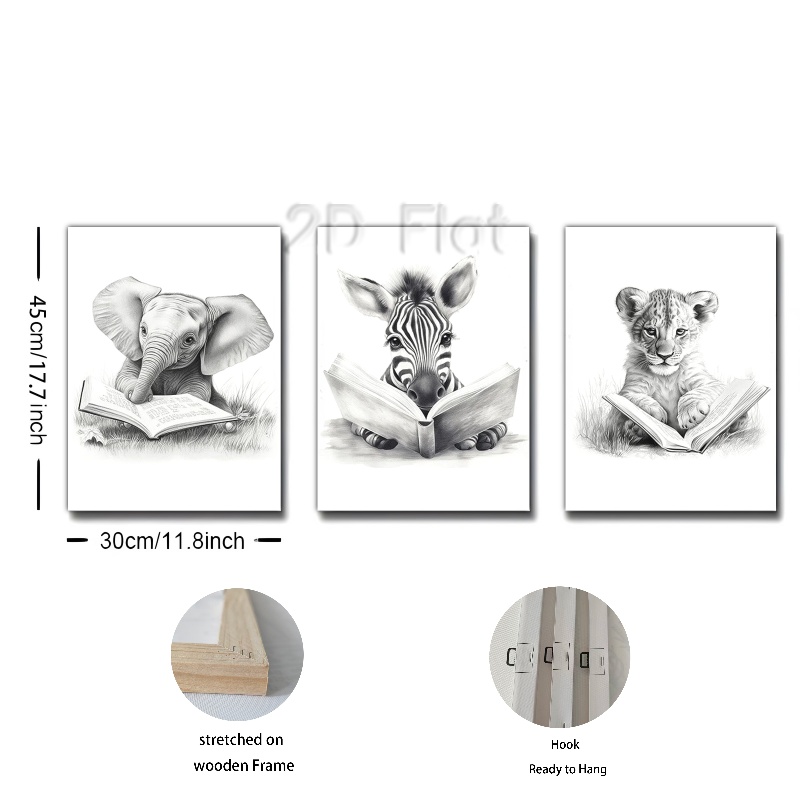 2D Flat
45cm/17.7inch
30cm/11.8inch
stretched on
wooden Frame
Hook
Ready to Hang